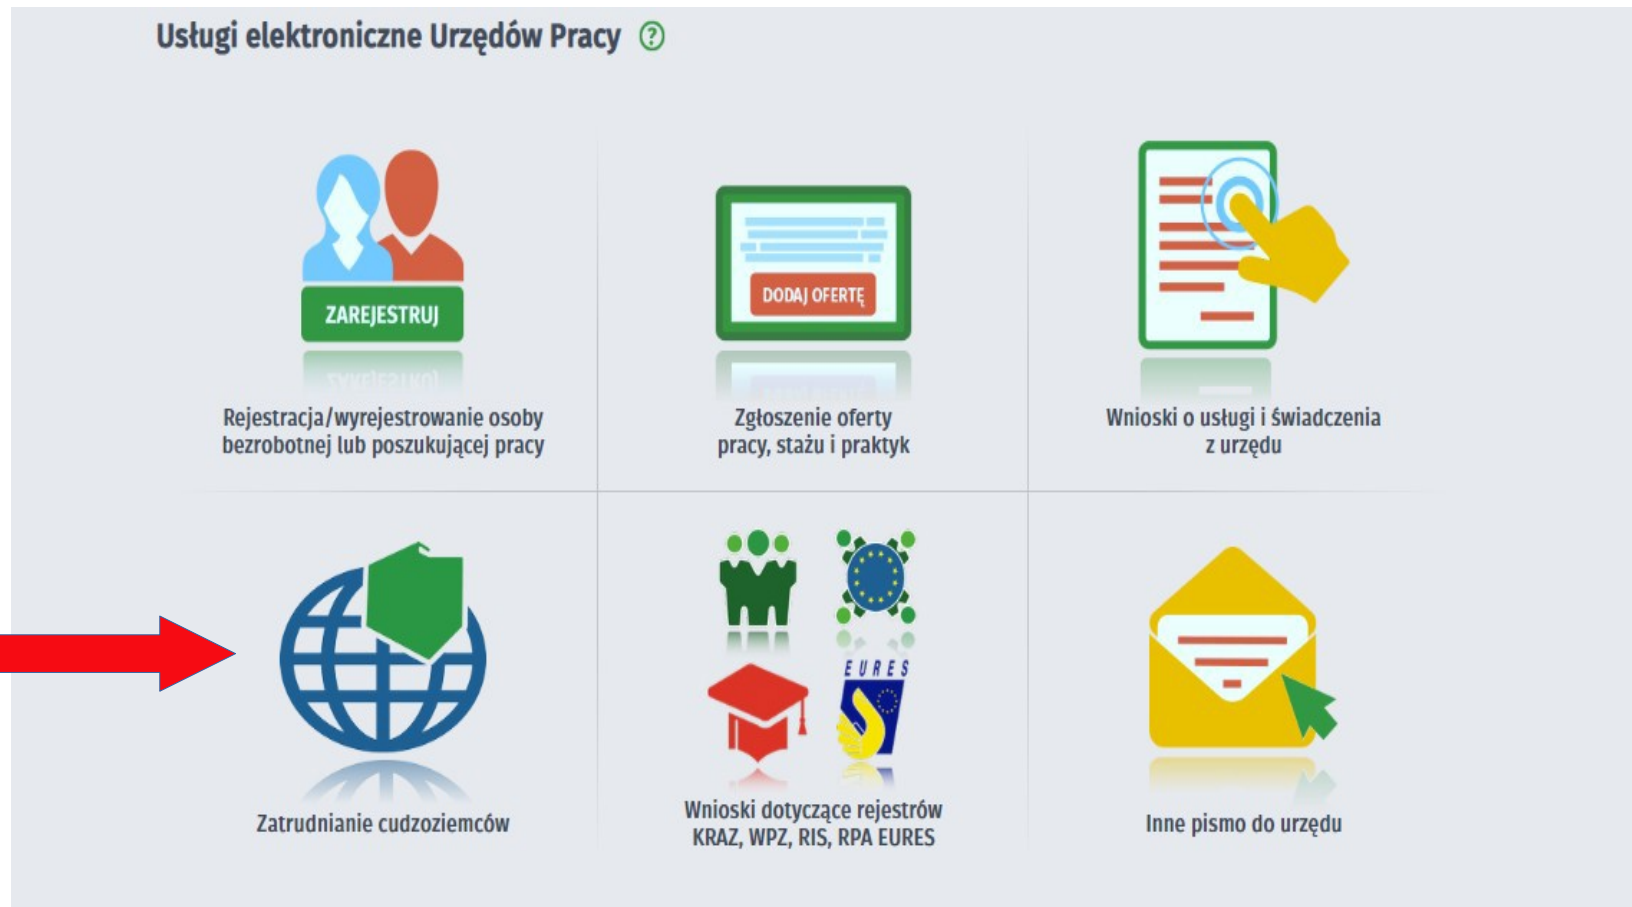 Usługi elektroniczne Urzędów Pracy ?
ZAREJESTRUJ
Rejestracja/wyrejestrowanie osoby
bezrobotnej lub poszukującej pracy
DODAJ OFERTĘ
Zgłoszenie oferty
pracy, stażu i praktyk
Wnioski o usługi i świadczenia
z urzędu
Zatrudnianie cudzoziemców
EURES
Wnioski dotyczące rejestrów
KRAZ, WPZ, RIS, RPA EURES
Inne pismo do urzędu